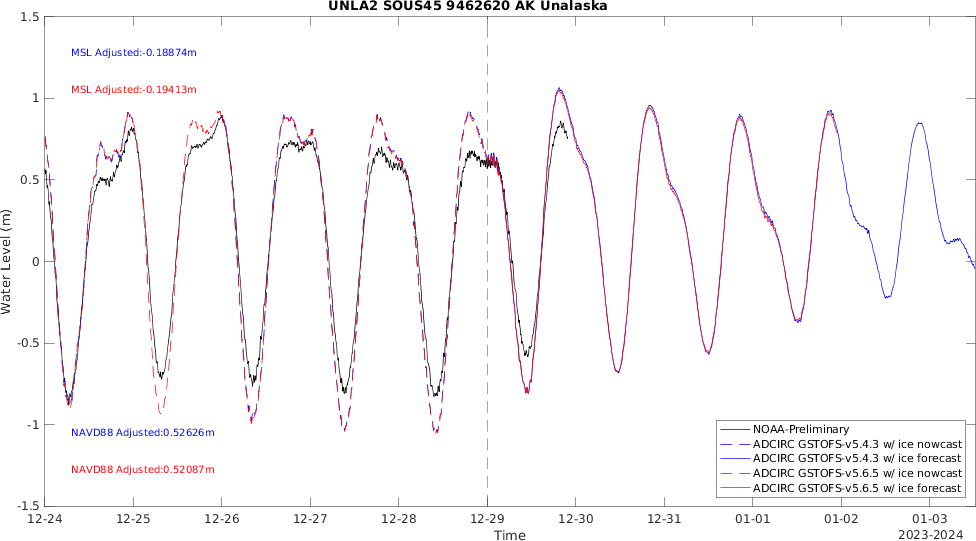 UNLA2 SOUS45 9462620 AK Unalaska
1.5
MSL Adjusted:-0.18874m
MSL Adjusted:-0.19413m
1
0.5
0
-0.5
-1
-1.5
Water Level (m)
NAVD88 Adjusted:0.52626m
NAVD88 Adjusted:0.52087m
NOAA-Preliminary
ADCIRC GSTOFS-v5.4.3 w/ ice nowcast
ADCIRC GSTOFS-v5.4.3 w/ ice forecast
ADCIRC GSTOFS-v5.6.5 w/ ice nowcast
ADCIRC GSTOFS-v5.6.5 w/ ice forecast
12-24 12-25 12-26 12-27 12-28 12-29 12-30 12-31 01-01 01-02 01-03
Time
2023-2024